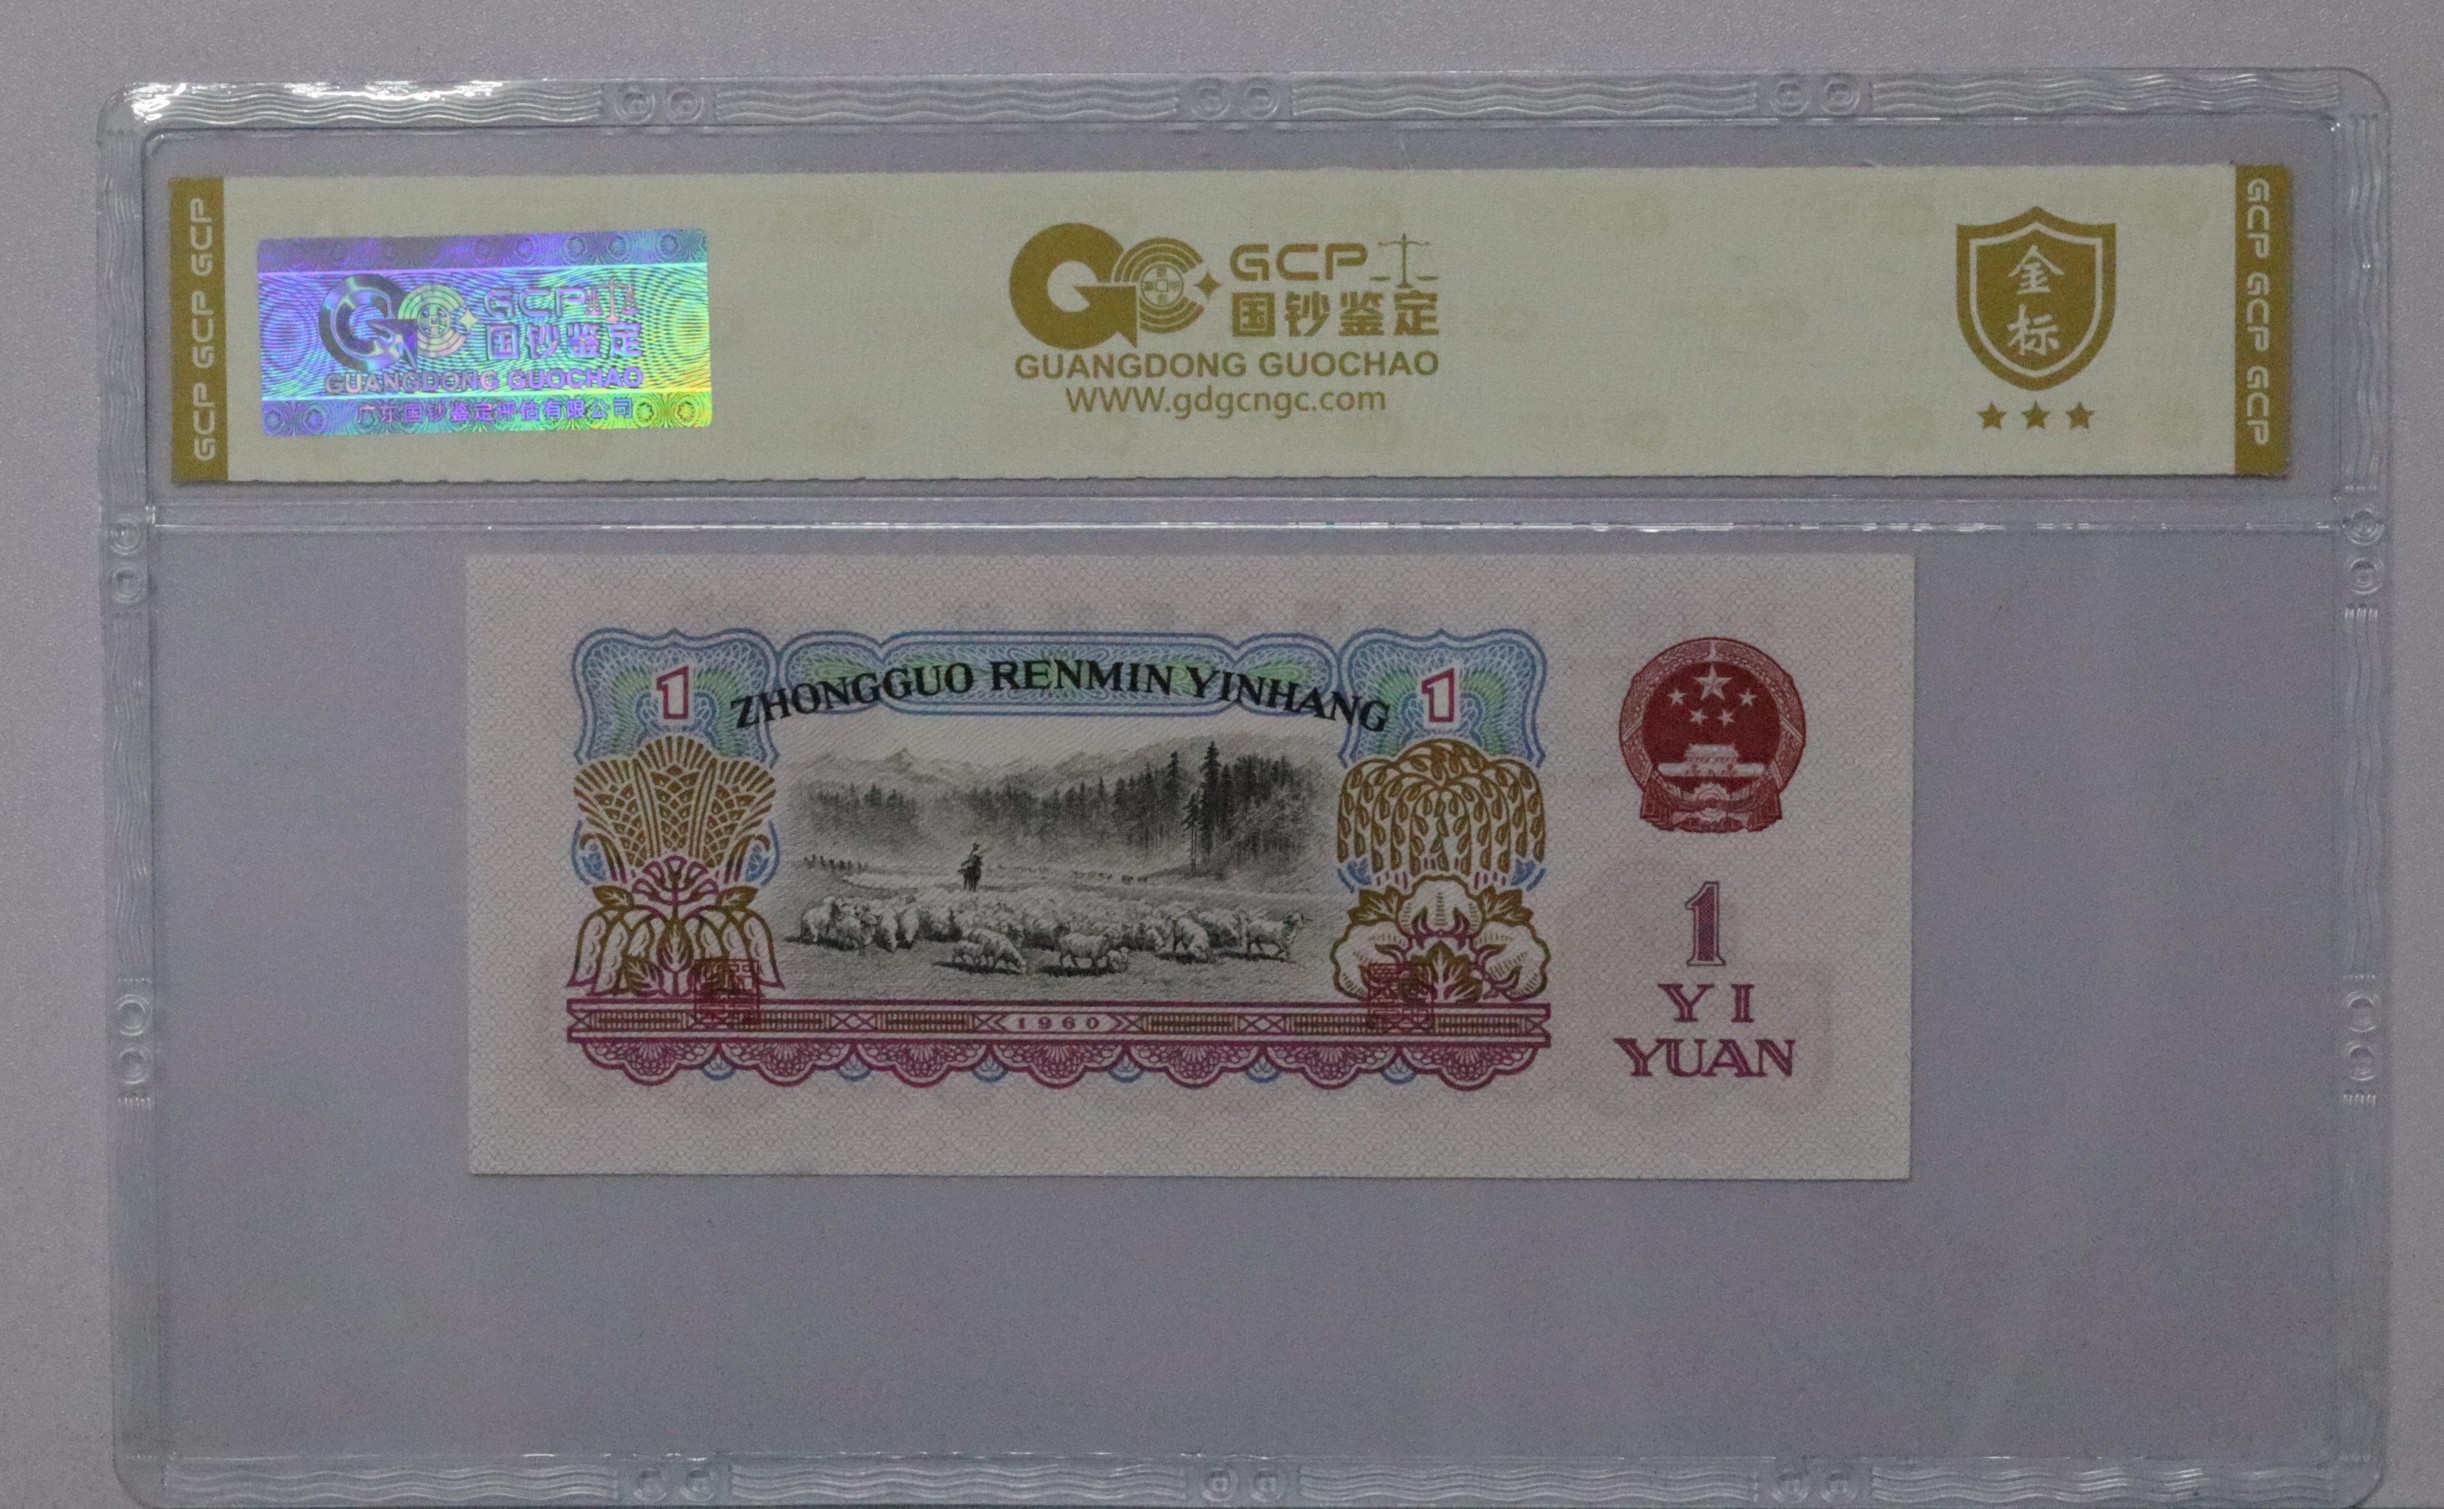 GCP GCP GCP
GCP
国钞鉴定
GUANGDONG GUOCHAO
广东国钞鉴定评估有限公司
GCP
国钞鉴定
GUANGDONG GUOCHAO
WWW.gdgcngc.com
金
标
GCP GCP GCP
1
ZHONGGUO RENMIN YINHANG
1
1960
1
YI
YUAN